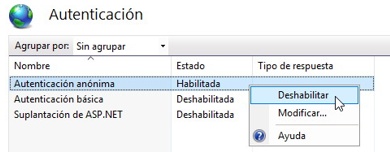 Autenticación
Agrupar por: Sin agrupar
Nombre Estado Tipo de respuesta
Autenticación anónima Habilitada
Autenticación básica Deshabilitada
Suplantación de ASP.NET Deshabilitada
Deshabilitar
Modificar...
Ayuda